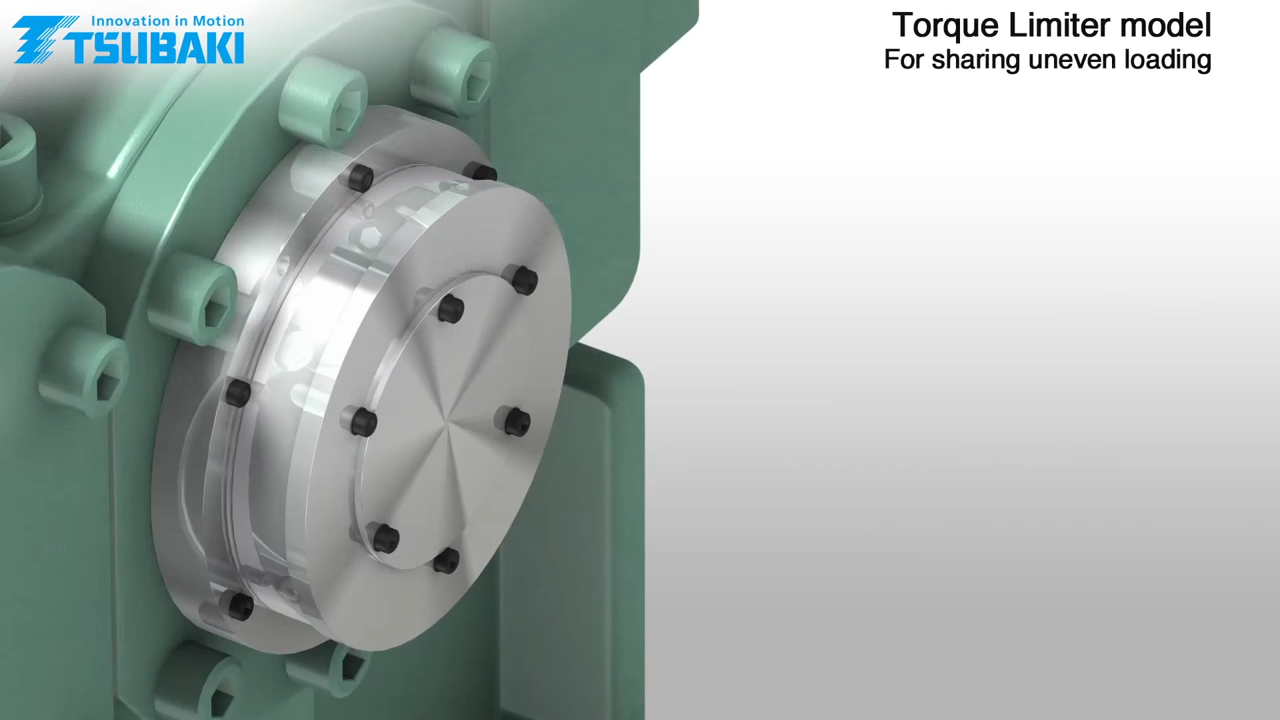 Innovation in Motion
TSUBAKI
Torque Limiter model
For sharing uneven loading